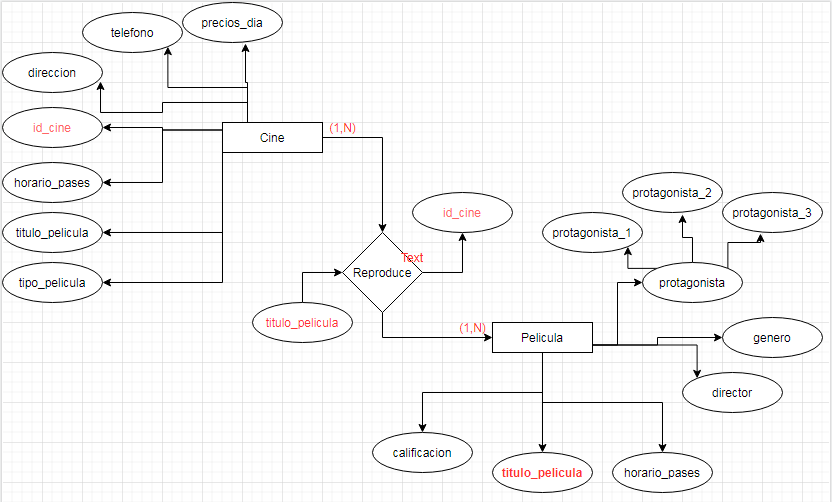 precios_dia
telefono
direccion
id_cine
Cine
(1,N)
horario_pases
titulo_pelicula
tipo_pelicula
id_cine
protagonista_2
protagonista_3
protagonista_1
Text
Reproduce
protagonista
titulo_pelicula
(1,N)
Pelicula
genero
director
calificacion
titulo_pelicula
horario_pases